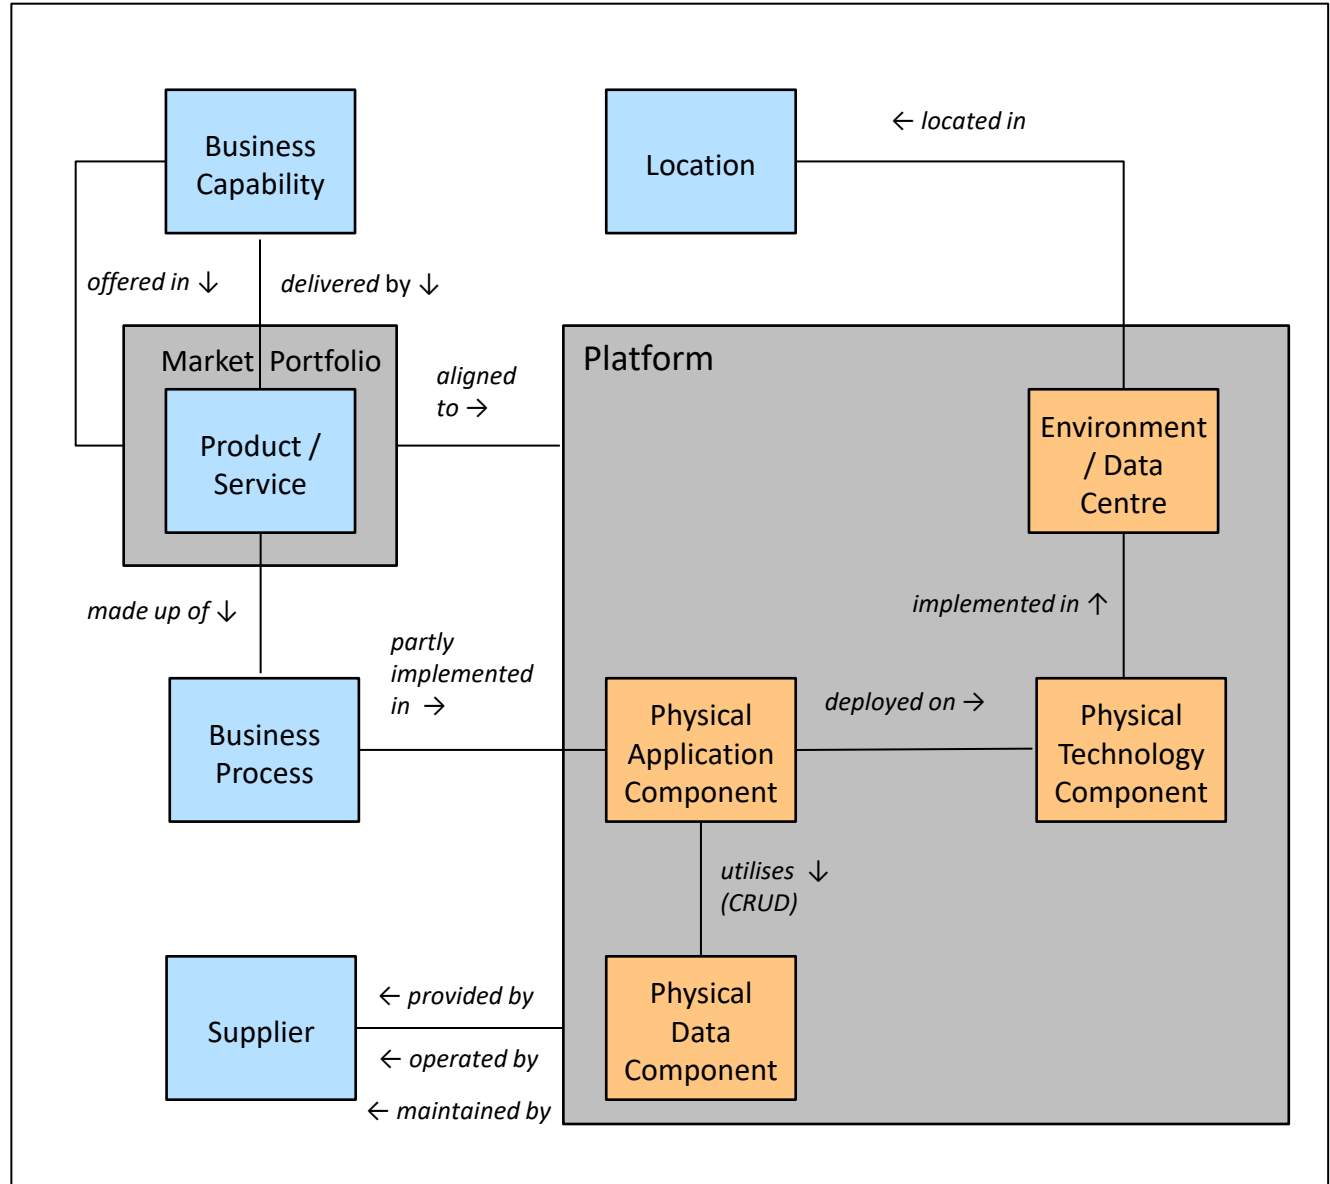 Business
Capability
Location
← located in
offered in ↓
delivered by ↓
Market Portfolio
Product /
Service
aligned
to →
Platform
Environment
/ Data
Centre
made up of ↓
implemented in ↑
partly
implemented
in →
Business
Process
Physical
Application
Component
deployed on →
Physical
Technology
Component
utilises ↓
(CRUD)
Supplier
← provided by
← operated by
← maintained by
Physical
Data
Component